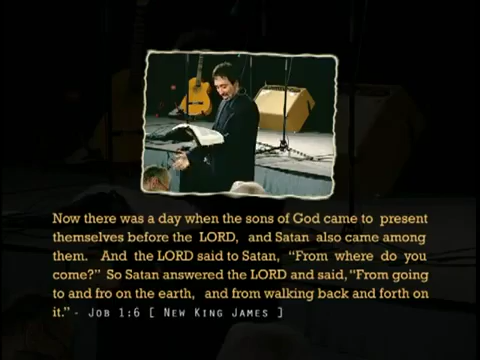 Now there was a day when the sons of God came to present
themselves before the LORD, and Satan also came among
them. And the LORD said to Satan, “From where do you
come?” So Satan answered the LORD and said, “From going
to and fro on the earth, and from walking back and forth on
it.” - Job 1:6 [ New King James ]